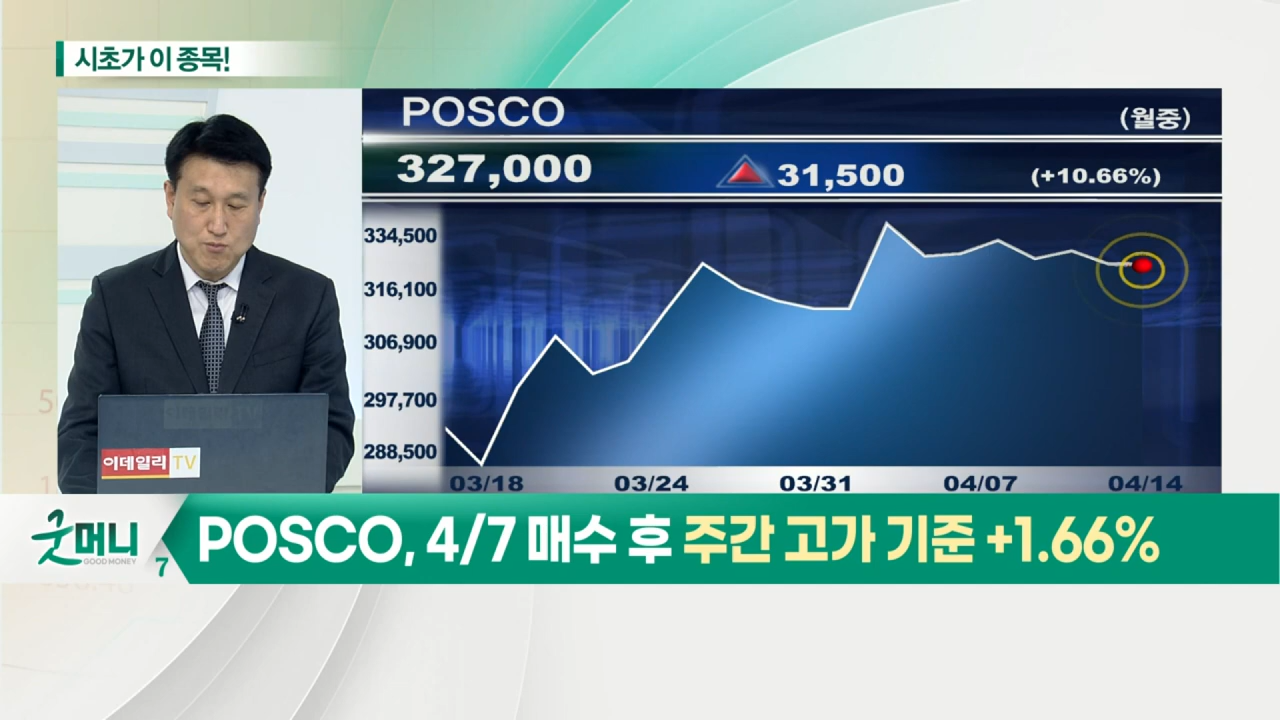 시초가 이 종목!
POSCO
(월중)
327,000
31,500
(+10.66%)
334,500
316,100
306,900
297,700
288,500
03/18
03/24
03/31
04/07
04/14
이데일리 TV
굿머니
GOOD MONEY
7
POSCO, 4/7 매수 후 주간 고가 기준 +1.66%